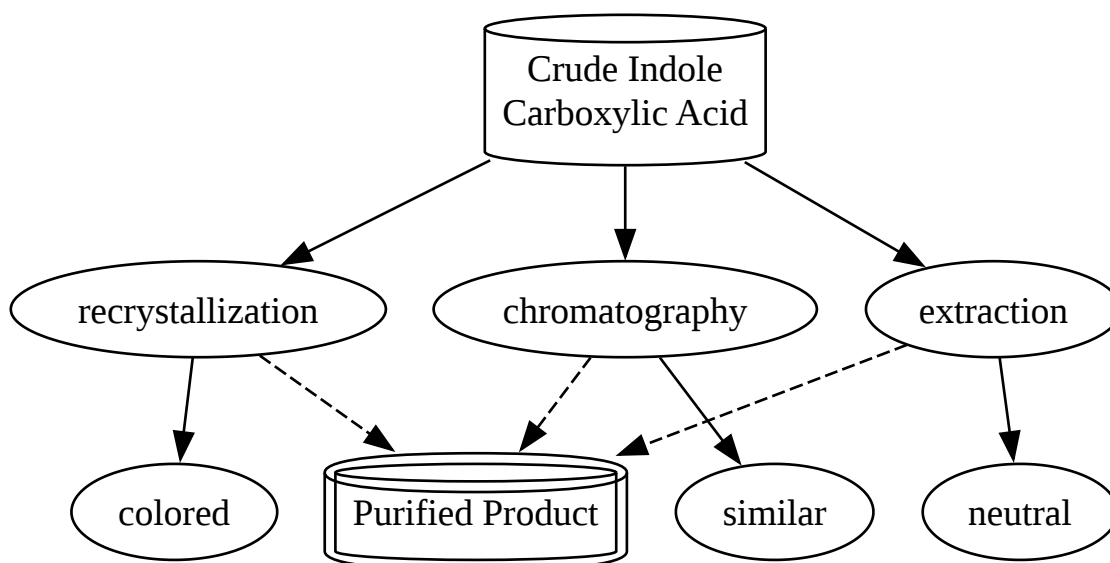 Crude Indole
Carboxylic Acid
recrystallization
chromatography
extraction
colored
Purified Product
similar
neutral